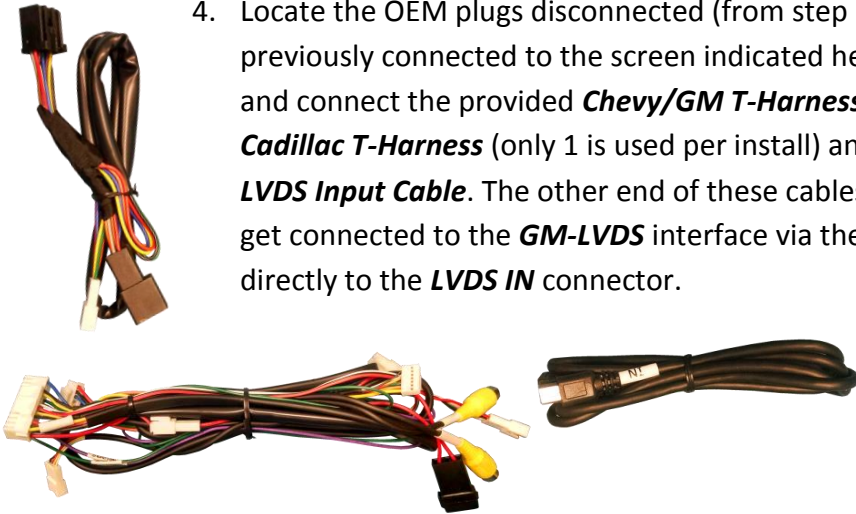 4. Locate the OEM plugs disconnected (from step
previously connected to the screen indicated he
and connect the provided Chevy/GM T-Harness
Cadillac T-Harness (only 1 is used per install) an
LVDS Input Cable. The other end of these cables
get connected to the GM-LVDS interface via the
directly to the LVDS IN connector.
IN